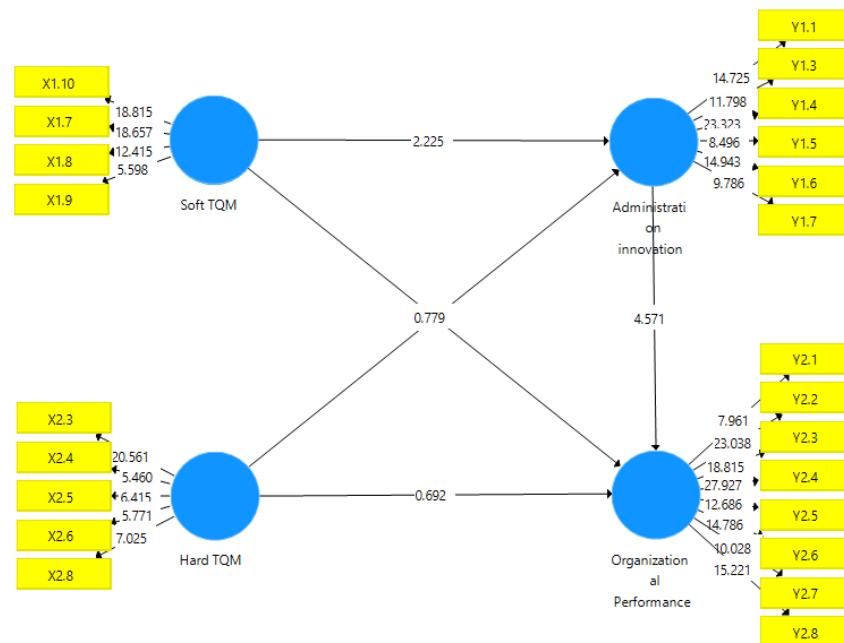 X1.10
X1.7
X1.8
X1.9
18.815
18.657
12.415
5.598
Soft TQM
2.225
Y1.1
Y1.3
Y1.4
Y1.5
Y1.6
Y1.7
14.725
11.798
23.323
8.496
14.943
9.786
Administrati
on
innovation
0.779
4.571
X2.3
X2.4
X2.5
X2.6
X2.8
20.561
5.460
6.415
5.771
7.025
Hard TQM
0.692
Y2.1
Y2.2
Y2.3
Y2.4
Y2.5
Y2.6
Y2.7
Y2.8
7.961
23.038
18.815
27.927
12.686
14.786
10.028
15.221
Organization
al
Performance